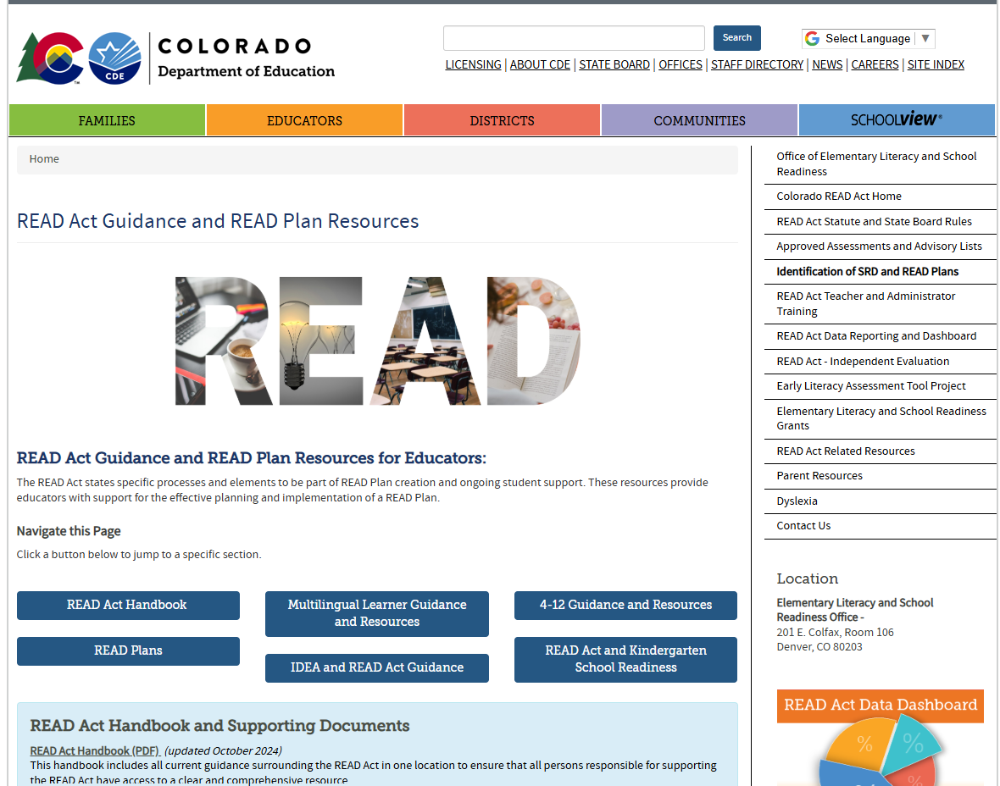 COLORADO
Department of Education
CDE
TM
Search
Select Language ▼
LICENSING | ABOUT CDE | STATE BOARD | OFFICES | STAFF DIRECTORY | NEWS | CAREERS | SITE INDEX
FAMILIES
EDUCATORS
DISTRICTS
COMMUNITIES
SCHOOLVIEW®
Home
READ Act Guidance and READ Plan Resources
READ
READ Act Guidance and READ Plan Resources for Educators:
The READ Act states specific processes and elements to be part of READ Plan creation and ongoing student support. These resources provide
educators with support for the effective planning and implementation of a READ Plan.
Navigate this Page
Click a button below to jump to a specific section.
READ Act Handbook
Multilingual Learner Guidance
and Resources
4-12 Guidance and Resources
READ Plans
IDEA and READ Act Guidance
READ Act and Kindergarten
School Readiness
READ Act Handbook and Supporting Documents
READ Act Handbook (PDF) (updated October 2024)
This handbook includes all current guidance surrounding the READ Act in one location to ensure that all persons responsible for supporting
the READ Act have access to a clear and comprehensive resource
Office of Elementary Literacy and School
Readiness
Colorado READ Act Home
READ Act Statute and State Board Rules
Approved Assessments and Advisory Lists
Identification of SRD and READ Plans
READ Act Teacher and Administrator
Training
READ Act Data Reporting and Dashboard
READ Act - Independent Evaluation
Early Literacy Assessment Tool Project
Elementary Literacy and School Readiness
Grants
READ Act Related Resources
Parent Resources
Dyslexia
Contact Us
Location
Elementary Literacy and School
Readiness Office -
201 E. Colfax, Room 106
Denver, CO 80203
READ Act Data Dashboard
%
%
%